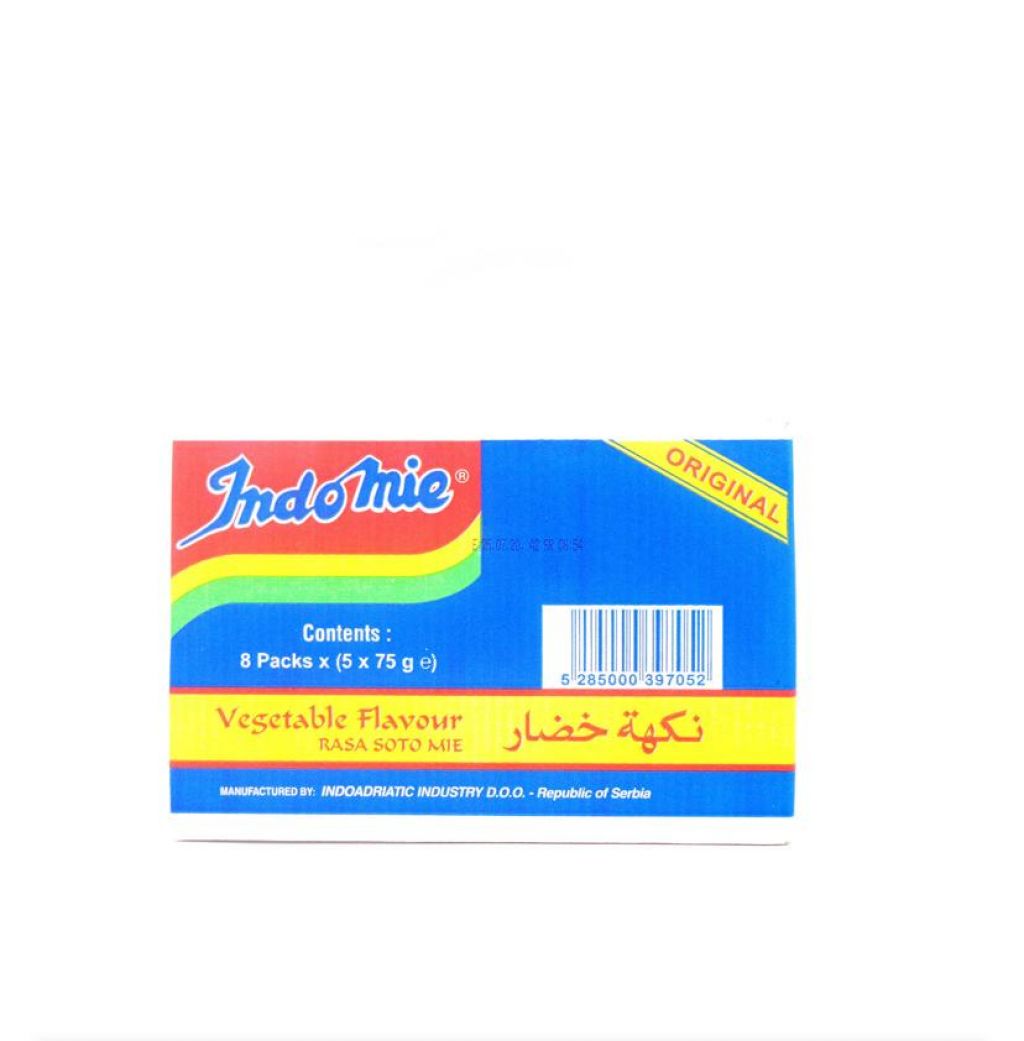 Indomie®
ORIGINAL
Contents :
8 Packs x (5 x 75 g e)
5 285000 397052
Vegetable Flavour
RASA SOTO MIE
نكهة خضار
MANUFACTURED BY: INDOADRIATIC INDUSTRY D.O.O. - Republic of Serbia